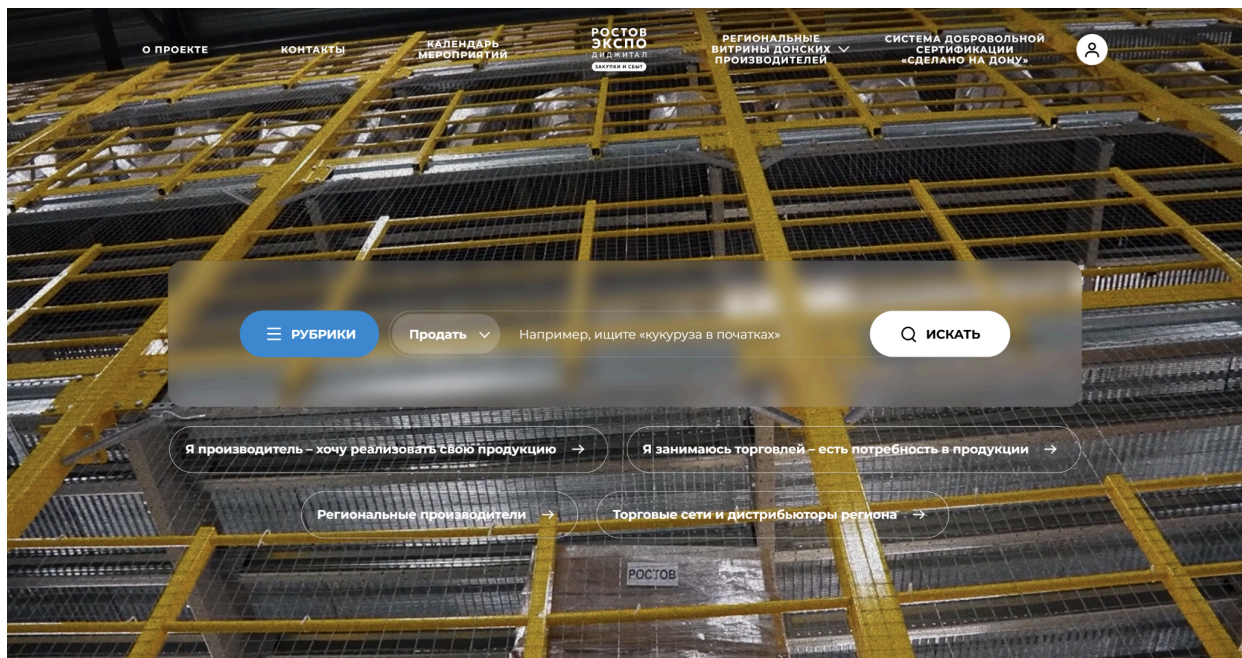 О ПРОЕКТЕ
КОНТАКТЫ
КАЛЕНДАРЬ
МЕРОПРИЯТИЙ
РОСТОВ
ЭКСПО
ДИДЖИТАЛ
ЗАКУПКИ И СБЫТ
РЕГИОНАЛЬНЫЕ
ВИТРИНЫ ДОНСКИХ
ПРОИЗВОДИТЕЛЕЙ
СИСТЕМА ДОБРОВОЛЬНОЙ
СЕРТИФИКАЦИИ
«СДЕЛАНО НА ДОНУ»
РУБРИКИ
Продать
Например, ищите «кукуруза в початках»
ИСКАТЬ
Я производитель – хочу реализовать свою продукцию
Я занимаюсь торговлей – есть потребность в продукции
Региональные производители
Торговые сети и дистрибьюторы региона
РОСТОВ